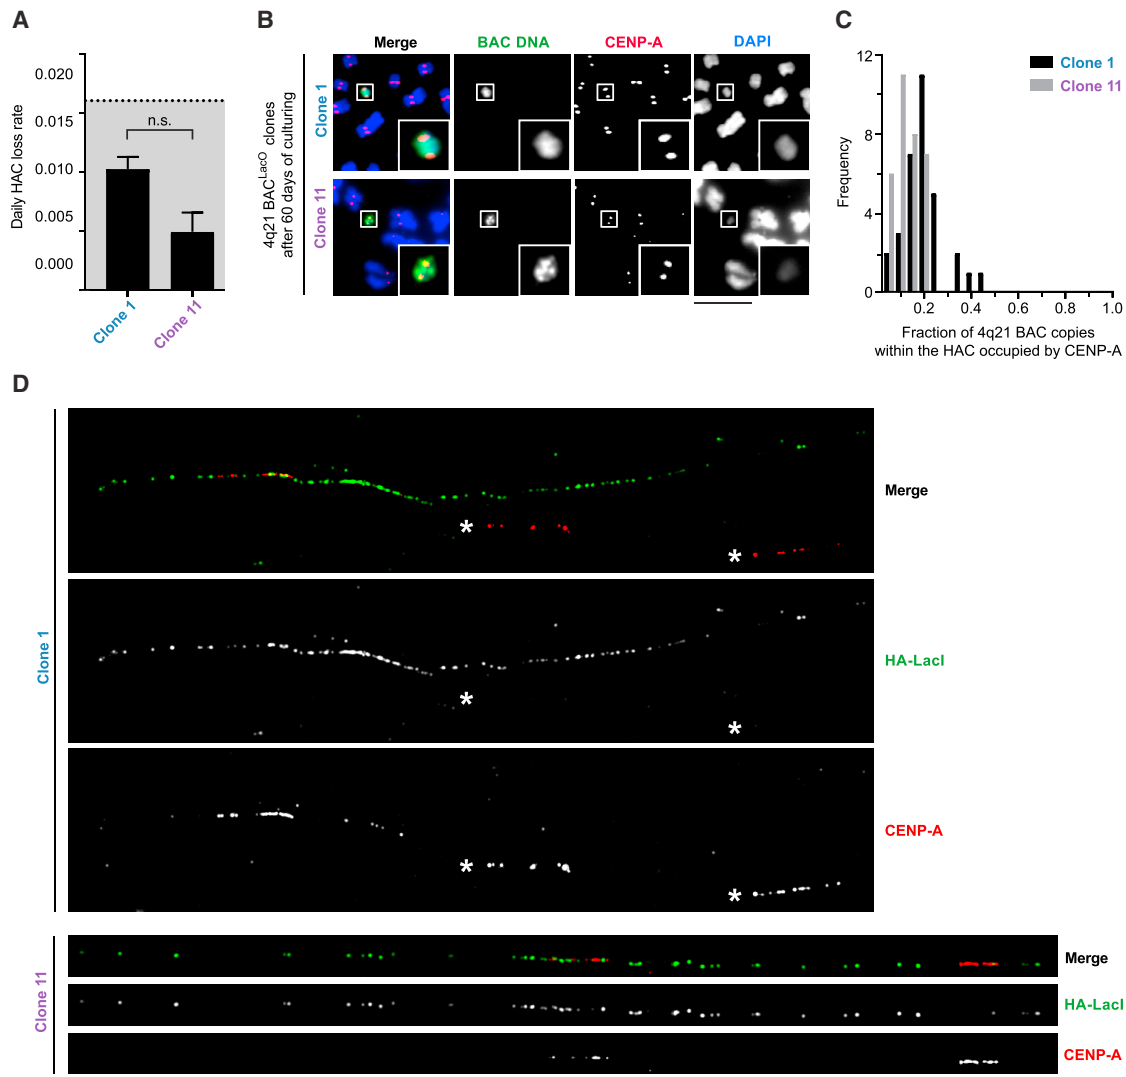 A
Daily HAC loss rate
0.020
0.015
0.010
0.005
0.000
n.s.
Clone 1
Clone 11
B
4q21 BAC^LacO clones
after 60 days of culturing
Merge
BAC DNA
CENP-A
DAPI
Clone 1
Clone 11
C
Frequency
12
8
4
0
0.2
0.4
0.6
0.8
1.0
Fraction of 4q21 BAC copies
within the HAC occupied by CENP-A
Clone 1
Clone 11
D
Clone 1
*
*
Merge
*
*
HA-LacI
*
*
CENP-A
Clone 11
Merge
HA-LacI
CENP-A